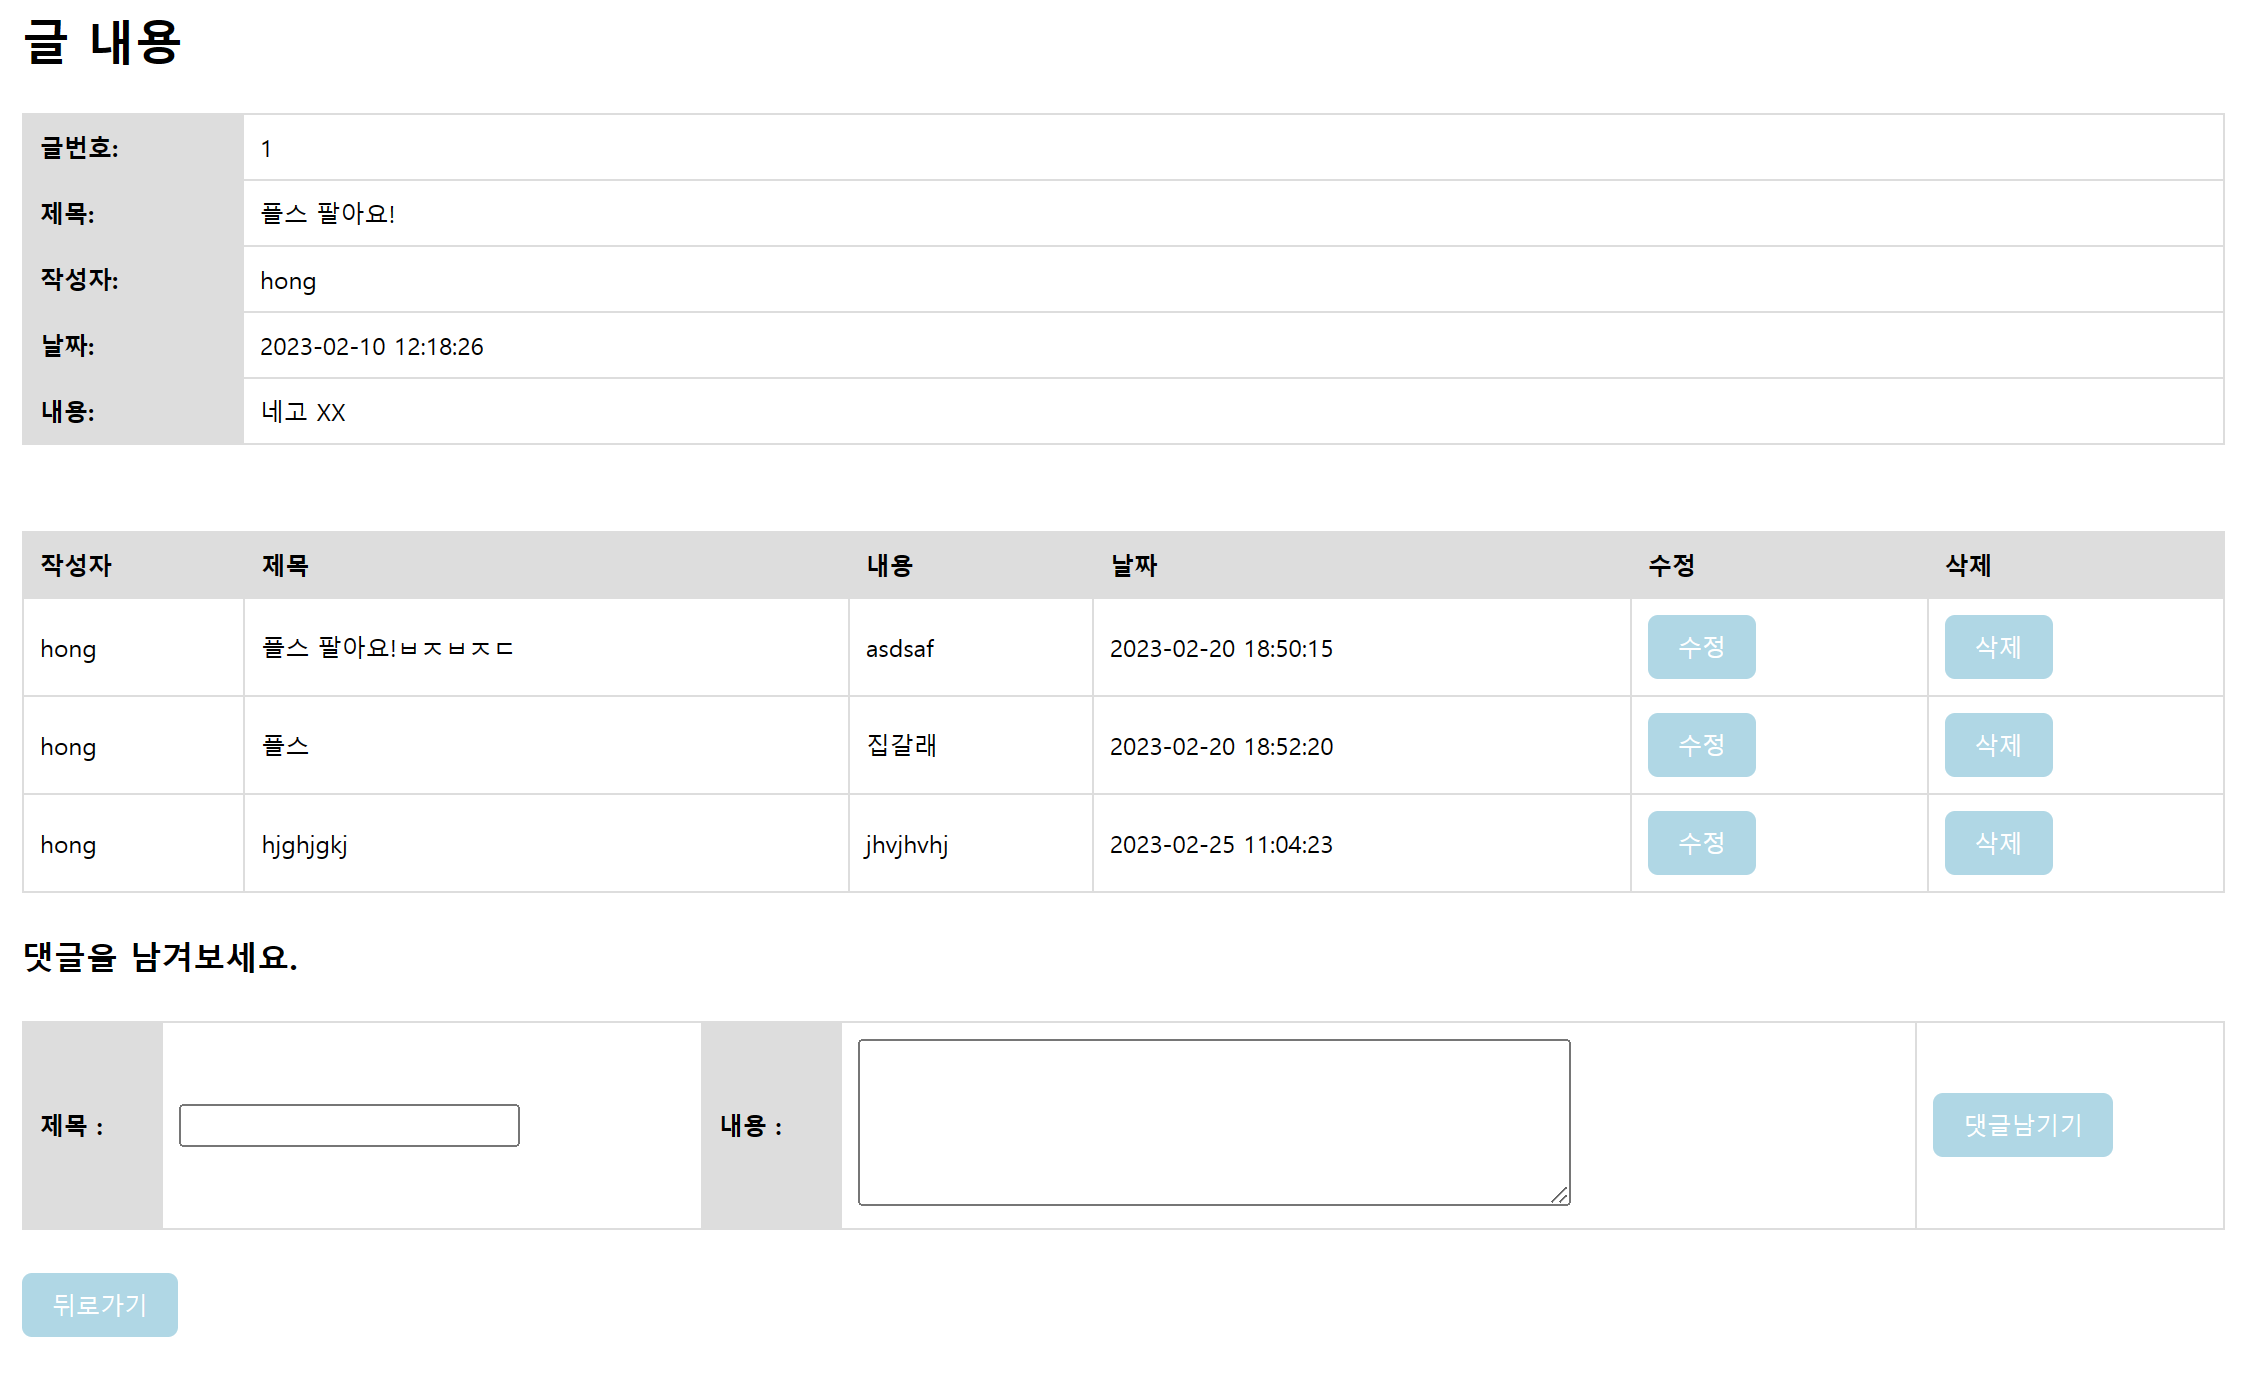 글 내용
글번호: 1
제목: 플스 팔아요!
작성자: hong
날짜: 2023-02-10 12:18:26
내용: 네고 XX
작성자 제목 내용 날짜 수정 삭제
hong 플스 팔아요!ㅂㅈㅂㅈㄷ asdsaf 2023-02-20 18:50:15 수정 삭제
hong 플스 집갈래 2023-02-20 18:52:20 수정 삭제
hong hjghjgkj jhvjhvhj 2023-02-25 11:04:23 수정 삭제
댓글을 남겨보세요.
제목 : 내용 : 댓글남기기
뒤로가기